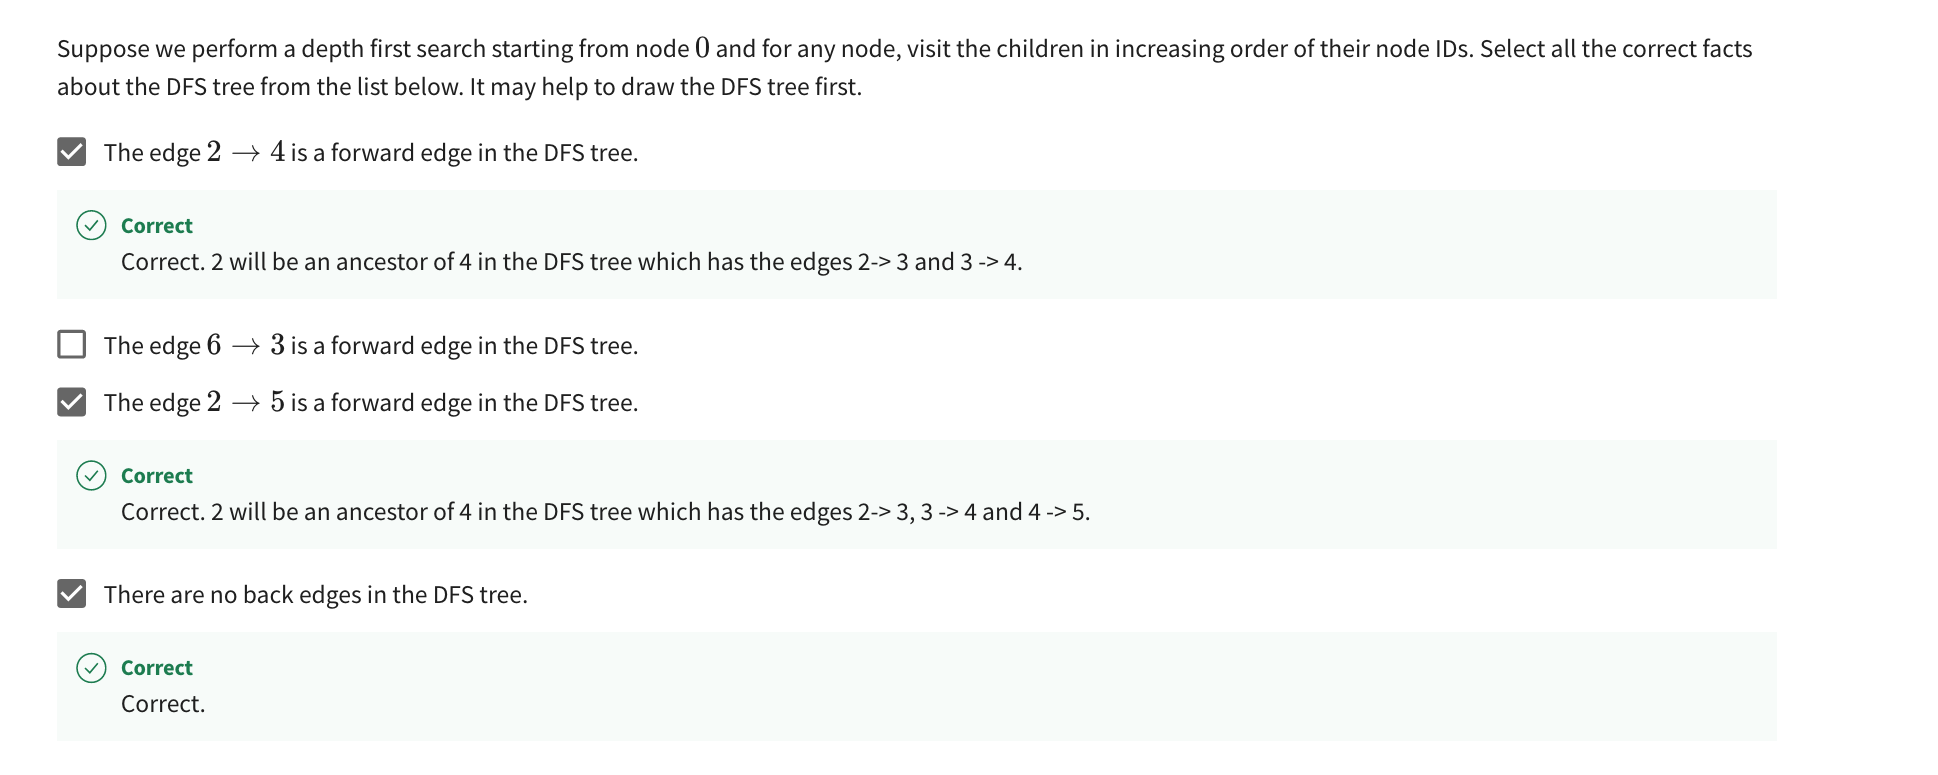 Suppose we perform a depth first search starting from node 0 and for any node, visit the children in increasing order of their node IDs. Select all the correct facts
about the DFS tree from the list below. It may help to draw the DFS tree first.
The edge 2 → 4 is a forward edge in the DFS tree.
Correct
Correct. 2 will be an ancestor of 4 in the DFS tree which has the edges 2-> 3 and 3 -> 4.
The edge 6 → 3 is a forward edge in the DFS tree.
The edge 2 → 5 is a forward edge in the DFS tree.
Correct
Correct. 2 will be an ancestor of 4 in the DFS tree which has the edges 2-> 3, 3 -> 4 and 4 -> 5.
There are no back edges in the DFS tree.
Correct
Correct.